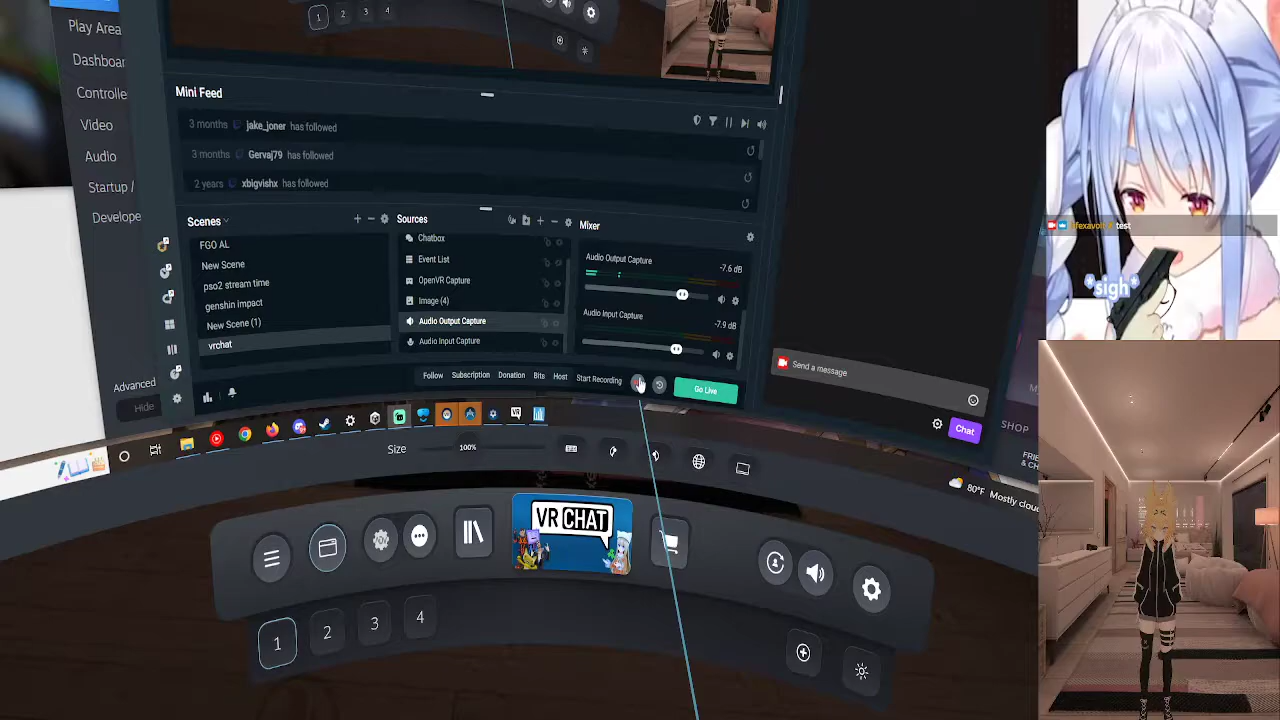 1 2 3 4
Play Area
Dashboar
Controlle
Video
Audio
Startup /
Develope
Advanced
Hide
Mini Feed
3 months jake_joner has followed
3 months Gervaj79 has followed
2 years xbigvishx has followed
Scenes
FGO AL
New Scene
pso2 stream time
genshin impact
New Scene (1)
vrchat
Sources
Chatbox
Event List
OpenVR Capture
Image (4)
Audio Output Capture
Audio Input Capture
Mixer
Audio Output Capture -7.6 dB
Audio Input Capture -7.9 dB
Follow Subscription Donation Bits Host Start Recording Go Live
Send a message
Chat
SHOP
80°F Mostly clou
Size 100%
VR CHAT
1 2 3 4
test
*sigh*